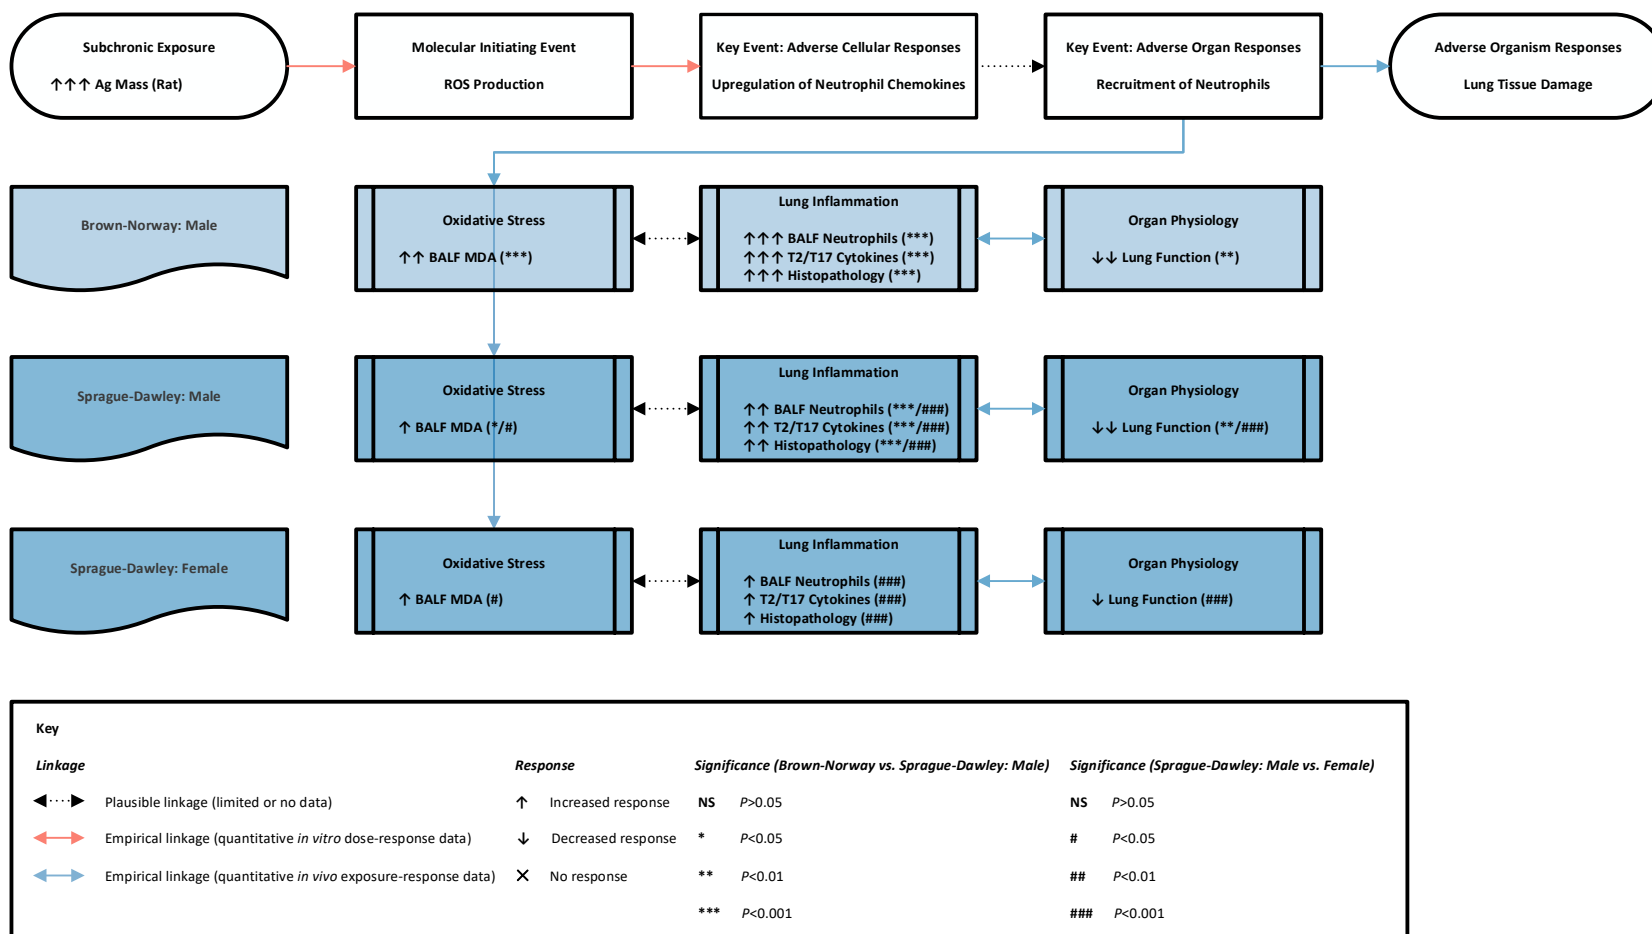 Subchronic Exposure
↑↑↑ Ag Mass (Rat)
Molecular Initiating Event
ROS Production
Key Event: Adverse Cellular Responses
Upregulation of Neutrophil Chemokines
Key Event: Adverse Organ Responses
Recruitment of Neutrophils
Adverse Organism Responses
Lung Tissue Damage
Brown-Norway: Male
Oxidative Stress
↑↑ BALF MDA (***)
Lung Inflammation
↑↑↑ BALF Neutrophils (***)
↑↑↑ T2/T17 Cytokines (***)
↑↑↑ Histopathology (***)
Organ Physiology
↓↓ Lung Function (**)
Sprague-Dawley: Male
Oxidative Stress
↑ BALF MDA (*/#)
Lung Inflammation
↑↑ BALF Neutrophils (***/###)
↑↑ T2/T17 Cytokines (***/###)
↑↑ Histopathology (***/###)
Organ Physiology
↓↓ Lung Function (**/###)
Sprague-Dawley: Female
Oxidative Stress
↑ BALF MDA (#)
Lung Inflammation
↑ BALF Neutrophils (###)
↑ T2/T17 Cytokines (###)
↑ Histopathology (###)
Organ Physiology
↓ Lung Function (###)
Key
Linkage
Plausible linkage (limited or no data)
Empirical linkage (quantitative in vitro dose-response data)
Empirical linkage (quantitative in vivo exposure-response data)
Response
↑ Increased response
↓ Decreased response
✕ No response
Significance (Brown-Norway vs. Sprague-Dawley: Male)
NS P>0.05
* P<0.05
** P<0.01
*** P<0.001
Significance (Sprague-Dawley: Male vs. Female)
NS P>0.05
# P<0.05
## P<0.01
### P<0.001